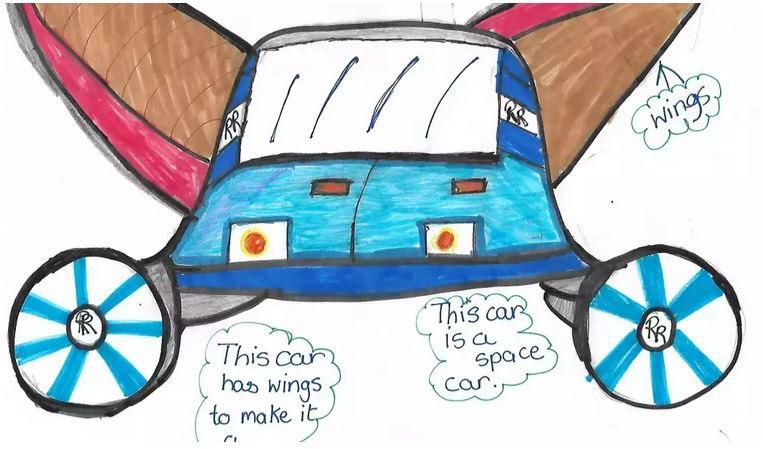 RR
RR
wings
RR
RR
This car
is a
space
car.
This car
has wings
to make it